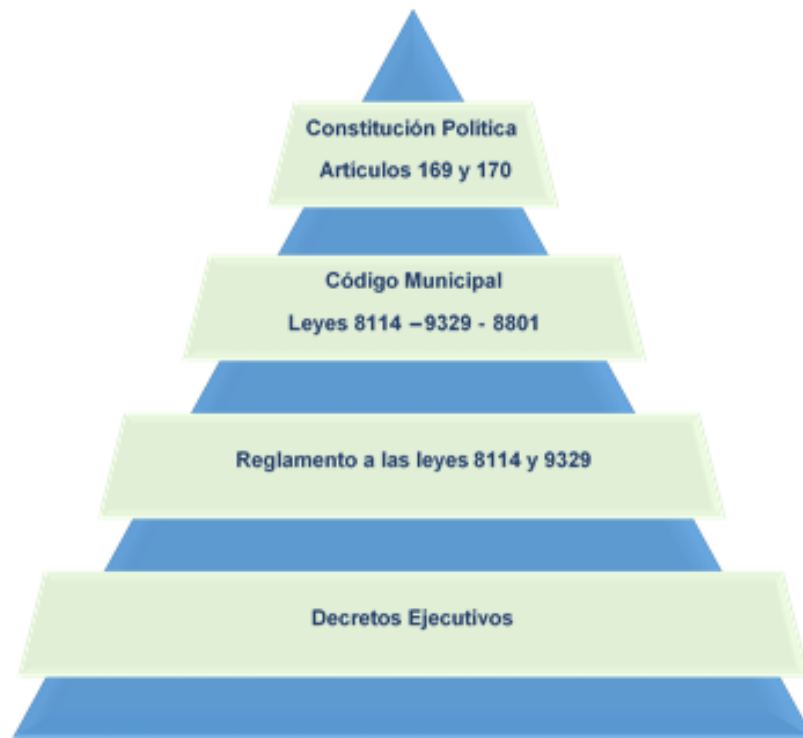 Constitución Política
Artículos 169 y 170
Código Municipal
Leyes 8114 –9329 - 8801
Reglamento a las leyes 8114 y 9329
Decretos Ejecutivos